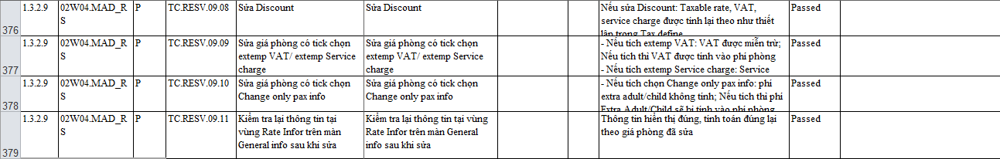 376 1.3.2.9 02W04.MAD_R P TC.RESV.09.08 Sửa Discount Sửa Discount Nếu sửa Discount: Taxable rate, VAT, Passed
S service charge được tính lại theo như thiết
lập trong Tax define
377 1.3.2.9 02W04.MAD_R P TC.RESV.09.09 Sửa giá phòng có tick chọn Sửa giá phòng có tick chọn - Nếu tích extemp VAT: VAT được miễn trừ; Passed
S extemp VAT/ extemp Service extemp VAT/ extemp Service Nếu tích thì VAT được tính vào phí phòng
charge charge - Nếu tích extemp Service charge: Service
378 1.3.2.9 02W04.MAD_R P TC.RESV.09.10 Sửa giá phòng có tick chọn Sửa giá phòng có tick chọn - Nếu tích chọn Change only pax info: phí Passed
S Change only pax info Change only pax info extra adult/child không tính; Nếu tích thì phí
Extra Adult/Child sẽ bị tính vào phí phòng
379 1.3.2.9 02W04.MAD_R P TC.RESV.09.11 Kiểm tra lại thông tin tại Kiểm tra lại thông tin tại Thông tin hiển thị đúng, tính toán đúng lại Passed
S vùng Rate Infor trên màn vùng Rate Infor trên màn theo giá phòng đã sửa
General info sau khi sửa General info sau khi sửa